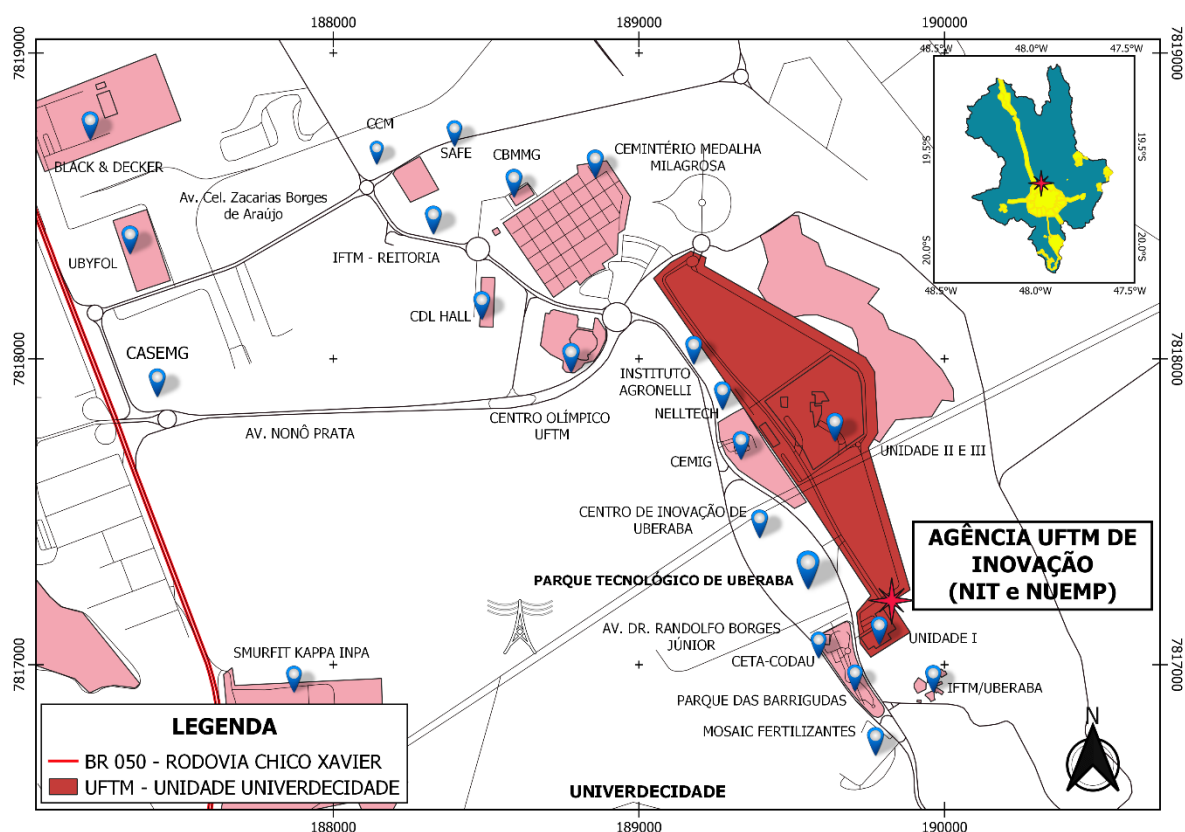 188000
189000
190000
7819000
7819000
48.5°W
48.0°W
47.5°W
19.5°S
19.5°S
20.0°S
20.0°S
48.5°W
48.0°W
47.5°W
CCM
SAFE
CBMMG
CEMINTÉRIO MEDALHA
MILAGROSA
BLACK & DECKER
Av. Cel. Zacarias Borges
de Araújo
UBYFOL
IFTM - REITORIA
CDL HALL
7818000
7818000
CASEMG
INSTITUTO
AGRONELLI
NELLTECH
CENTRO OLÍMPICO
UFTM
AV. NONÔ PRATA
CEMIG
UNIDADE II E III
CENTRO DE INOVAÇÃO DE
UBERABA
AGÊNCIA UFTM DE
INOVAÇÃO
(NIT e NUEMP)
PARQUE TECNOLÓGICO DE UBERABA
AV. DR. RANDOLFO BORGES
JÚNIOR
UNIDADE I
7817000
7817000
SMURFIT KAPPA INPA
CETA-CODAU
IFTM/UBERABA
PARQUE DAS BARRIGUDAS
MOSAIC FERTILIZANTES
N
LEGENDA
BR 050 - RODOVIA CHICO XAVIER
UFTM - UNIDADE UNIVERDECIDADE
UNIVERDECIDADE
188000
189000
190000